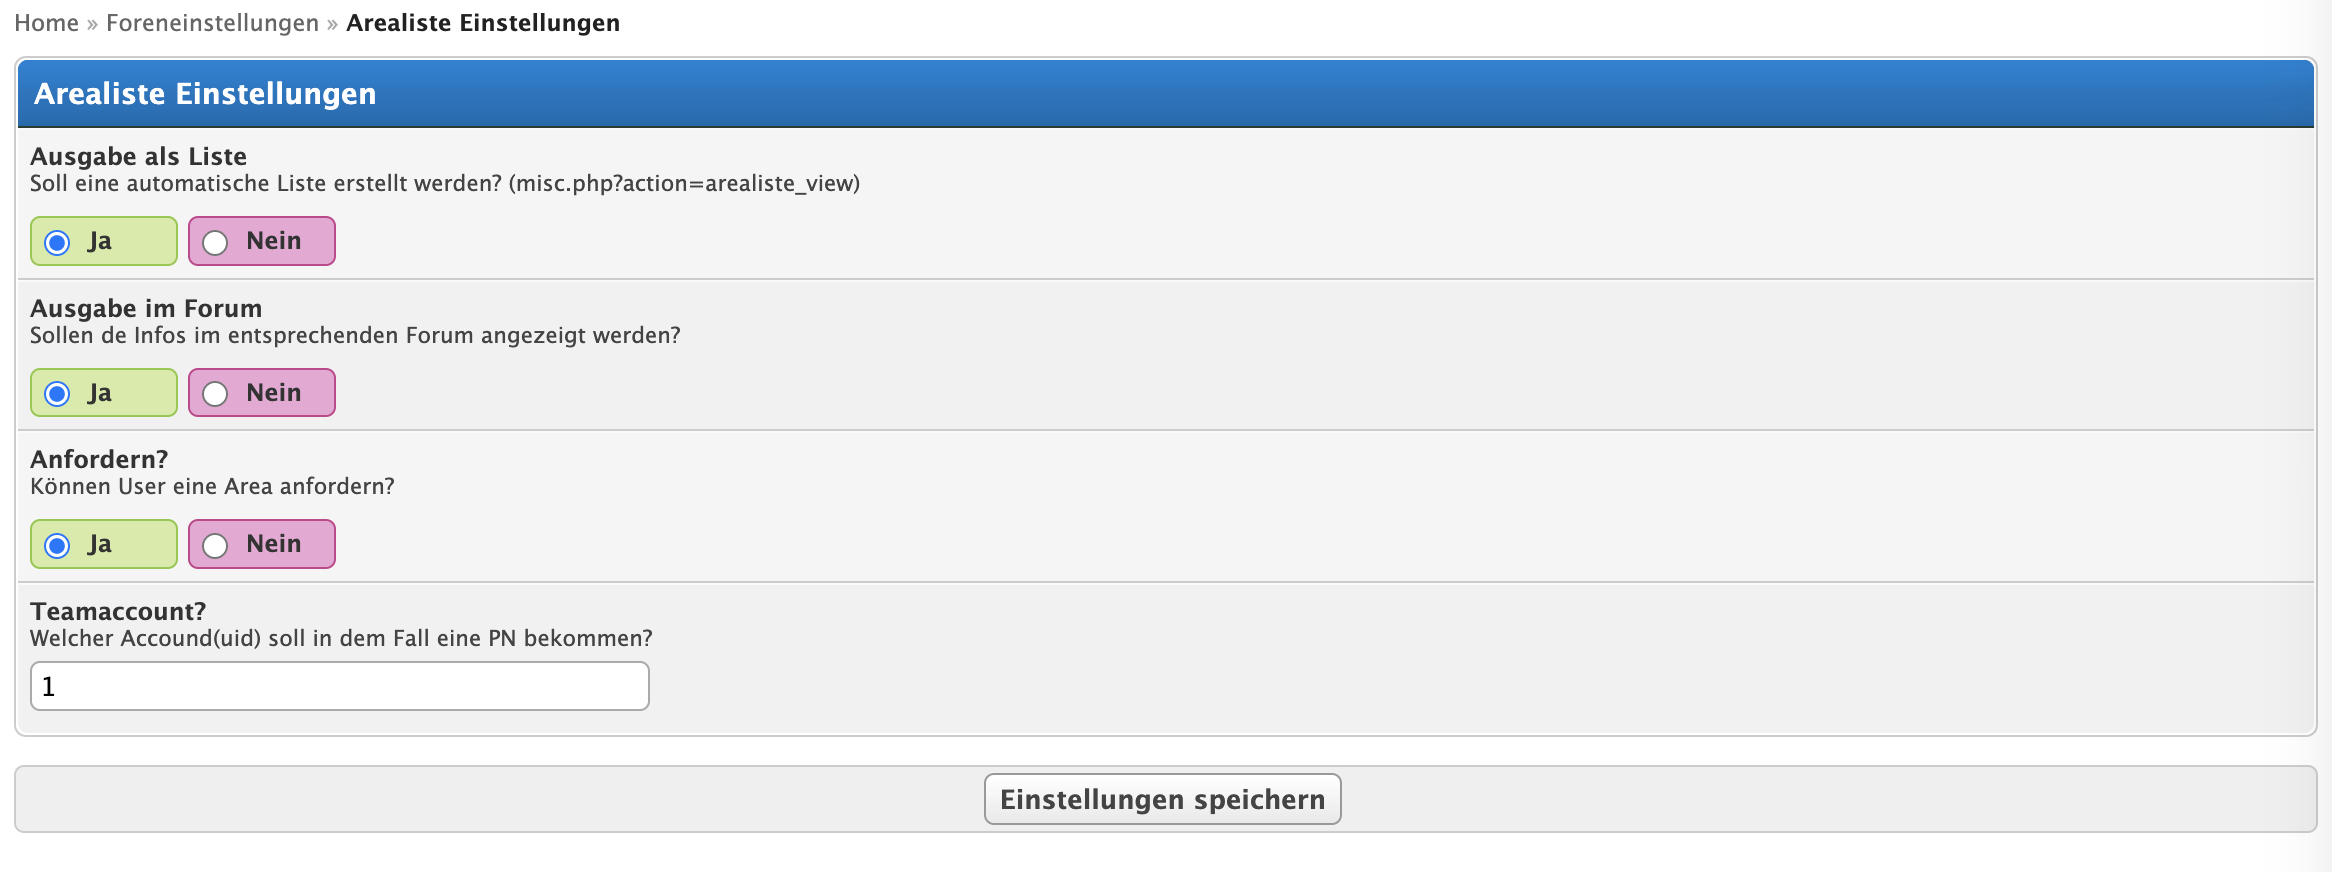 Home » Foreneinstellungen » Arealiste Einstellungen
Arealiste Einstellungen
Ausgabe als Liste
Soll eine automatische Liste erstellt werden? (misc.php?action=arealiste_view)
Ja Nein
Ausgabe im Forum
Sollen de Infos im entsprechenden Forum angezeigt werden?
Ja Nein
Anfordern?
Können User eine Area anfordern?
Ja Nein
Teamaccount?
Welcher Accound(uid) soll in dem Fall eine PN bekommen?
1
Einstellungen speichern